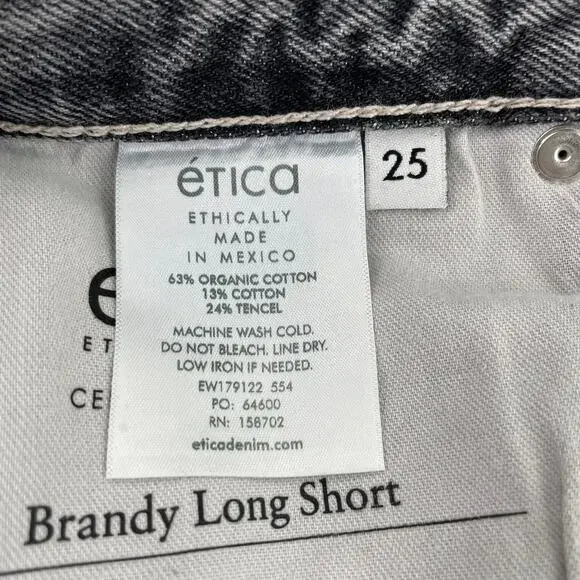 éTICA
25
ETHICALLY
MADE
IN MEXICO
63% ORGANIC COTTON
13% COTTON
24% TENCEL
MACHINE WASH COLD.
DO NOT BLEACH. LINE DRY.
LOW IRON IF NEEDED.
EW179122 554
PO: 64600
RN: 158702
eticadenim.com
Brandy Long Short